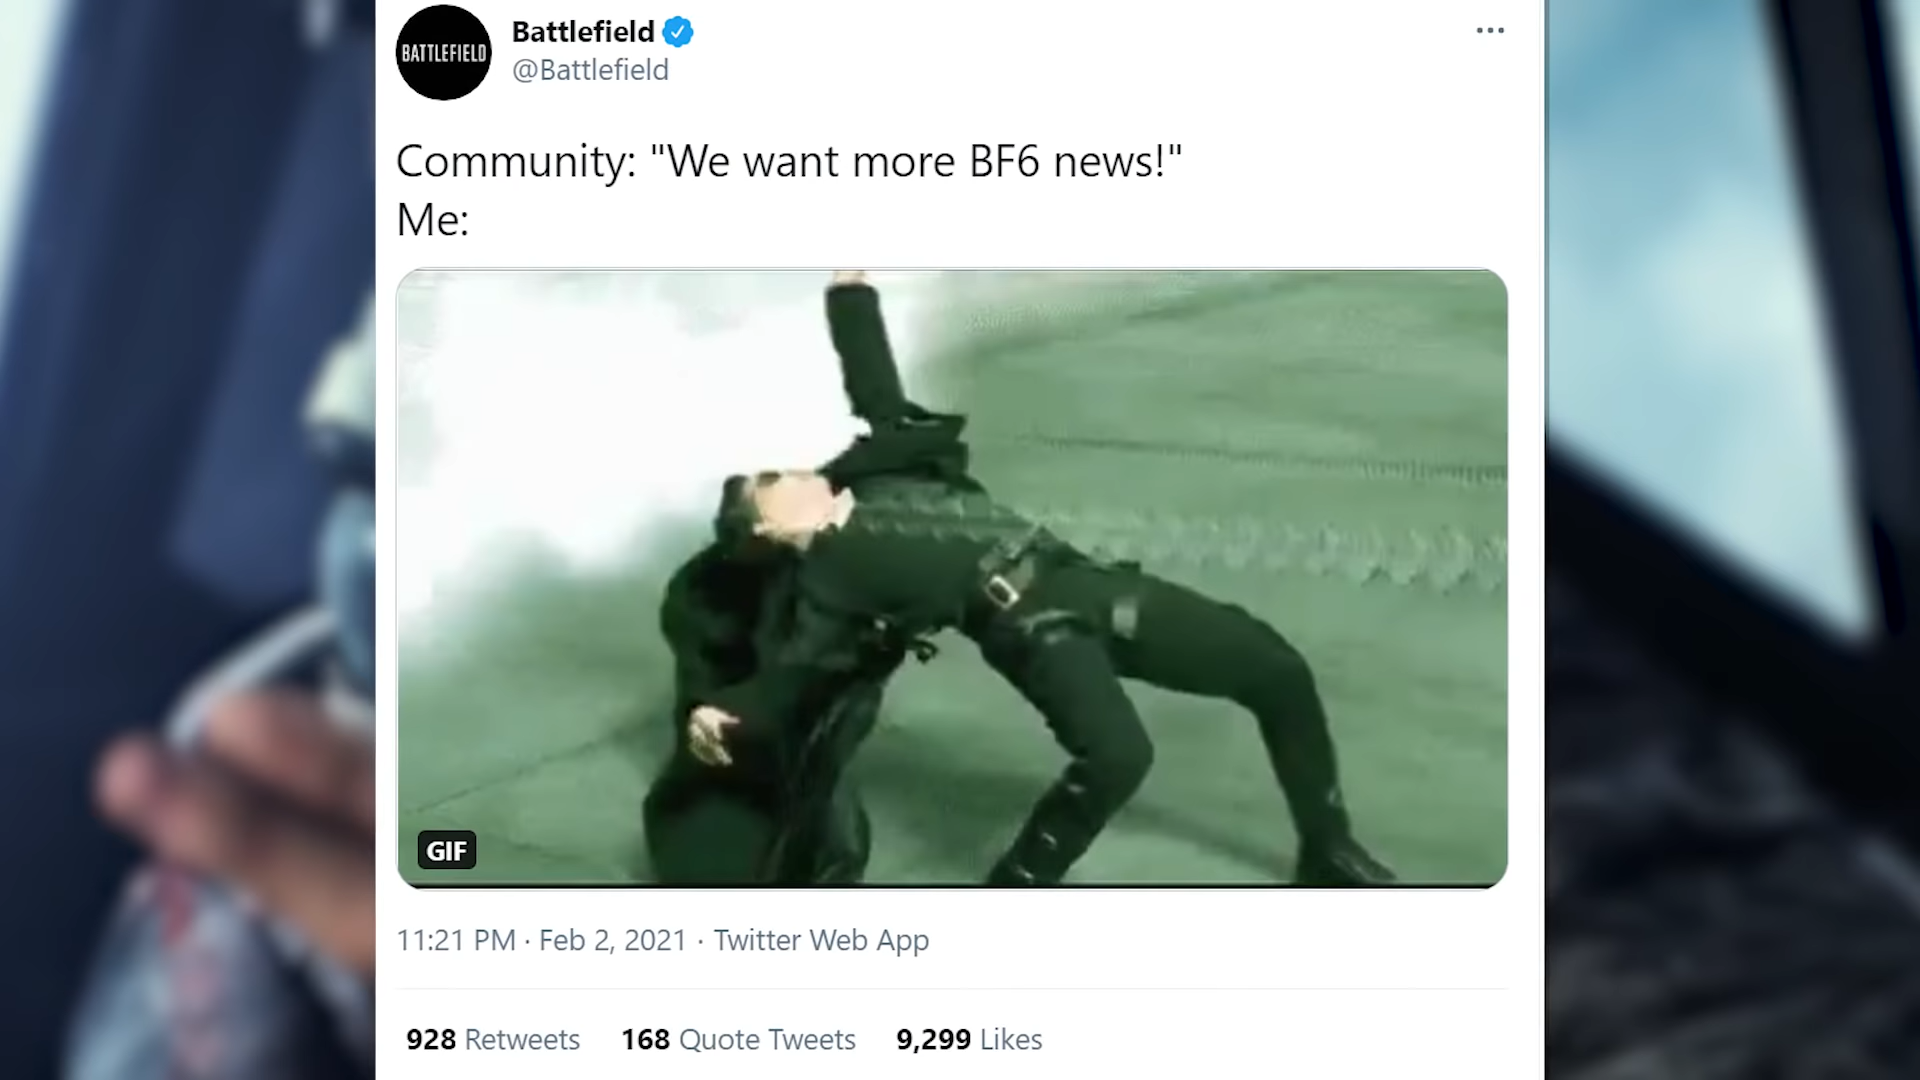 BATTLEFIELD
Battlefield
@Battlefield
Community: "We want more BF6 news!"
Me:
GIF
11:21 PM · Feb 2, 2021 · Twitter Web App
928 Retweets 168 Quote Tweets 9,299 Likes